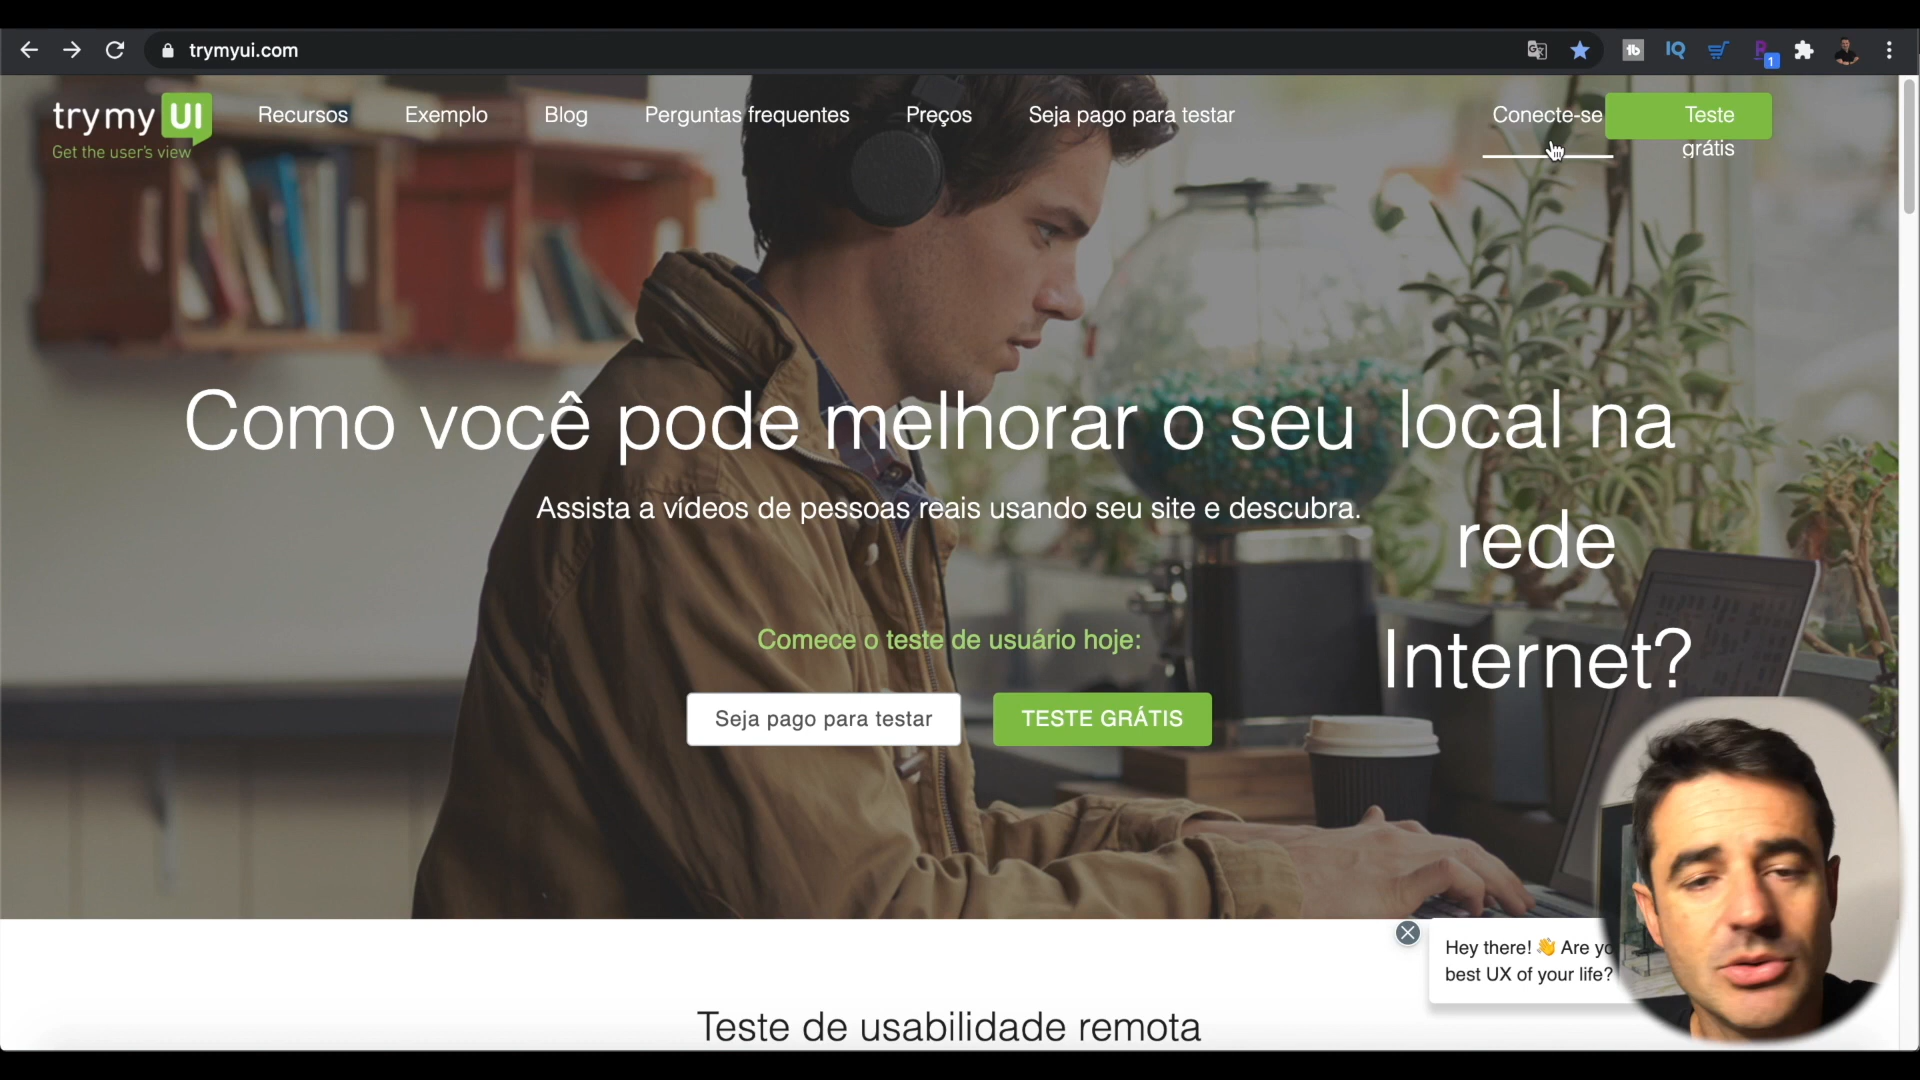 trymyui.com
1
trymy UI
Get the user's view
Recursos
Exemplo
Blog
Perguntas frequentes
Preços
Seja pago para testar
Conecte-se
Teste
grátis
Como você pode melhorar o seu local na
rede
Internet?
Assista a vídeos de pessoas reais usando seu site e descubra.
Comece o teste de usuário hoje:
Seja pago para testar
TESTE GRÁTIS
Hey there! 👋 Are
best UX of your life?
Teste de usabilidade remota